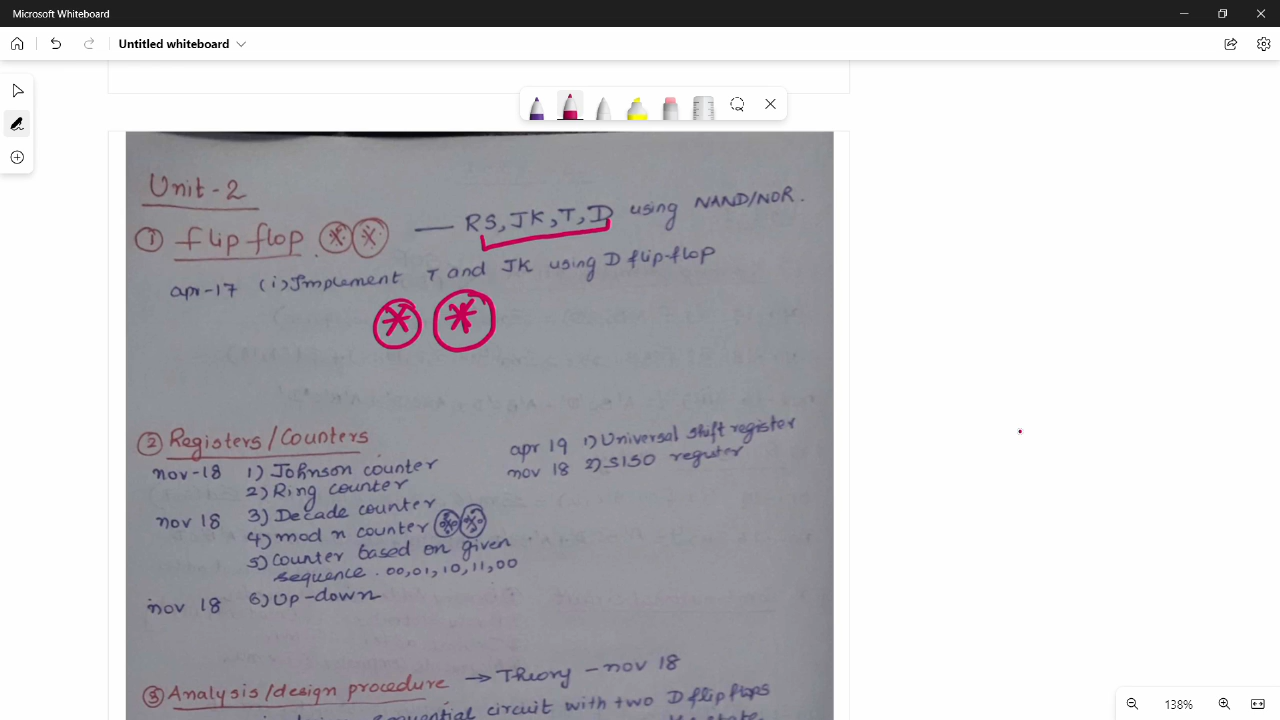 Microsoft Whiteboard
Untitled whiteboard
Unit-2
① flipflop — RS, JK, T, D using NAND/NOR.
apr-17 (i) Implement T and JK using D flip-flop
② Registers/Counters
nov-18 1) Johnson counter
2) Ring counter
nov 18 3) Decade counter
4) mod n counter
5) Counter based on given
sequence. 00,01,10,11,00
nov 18 6) Up-down
apr 19 1) Universal shift register
nov 18 2) SISO register
③ Analysis/design procedure → Theory - nov 18
sequential circuit with two D flipflops
the state
138%